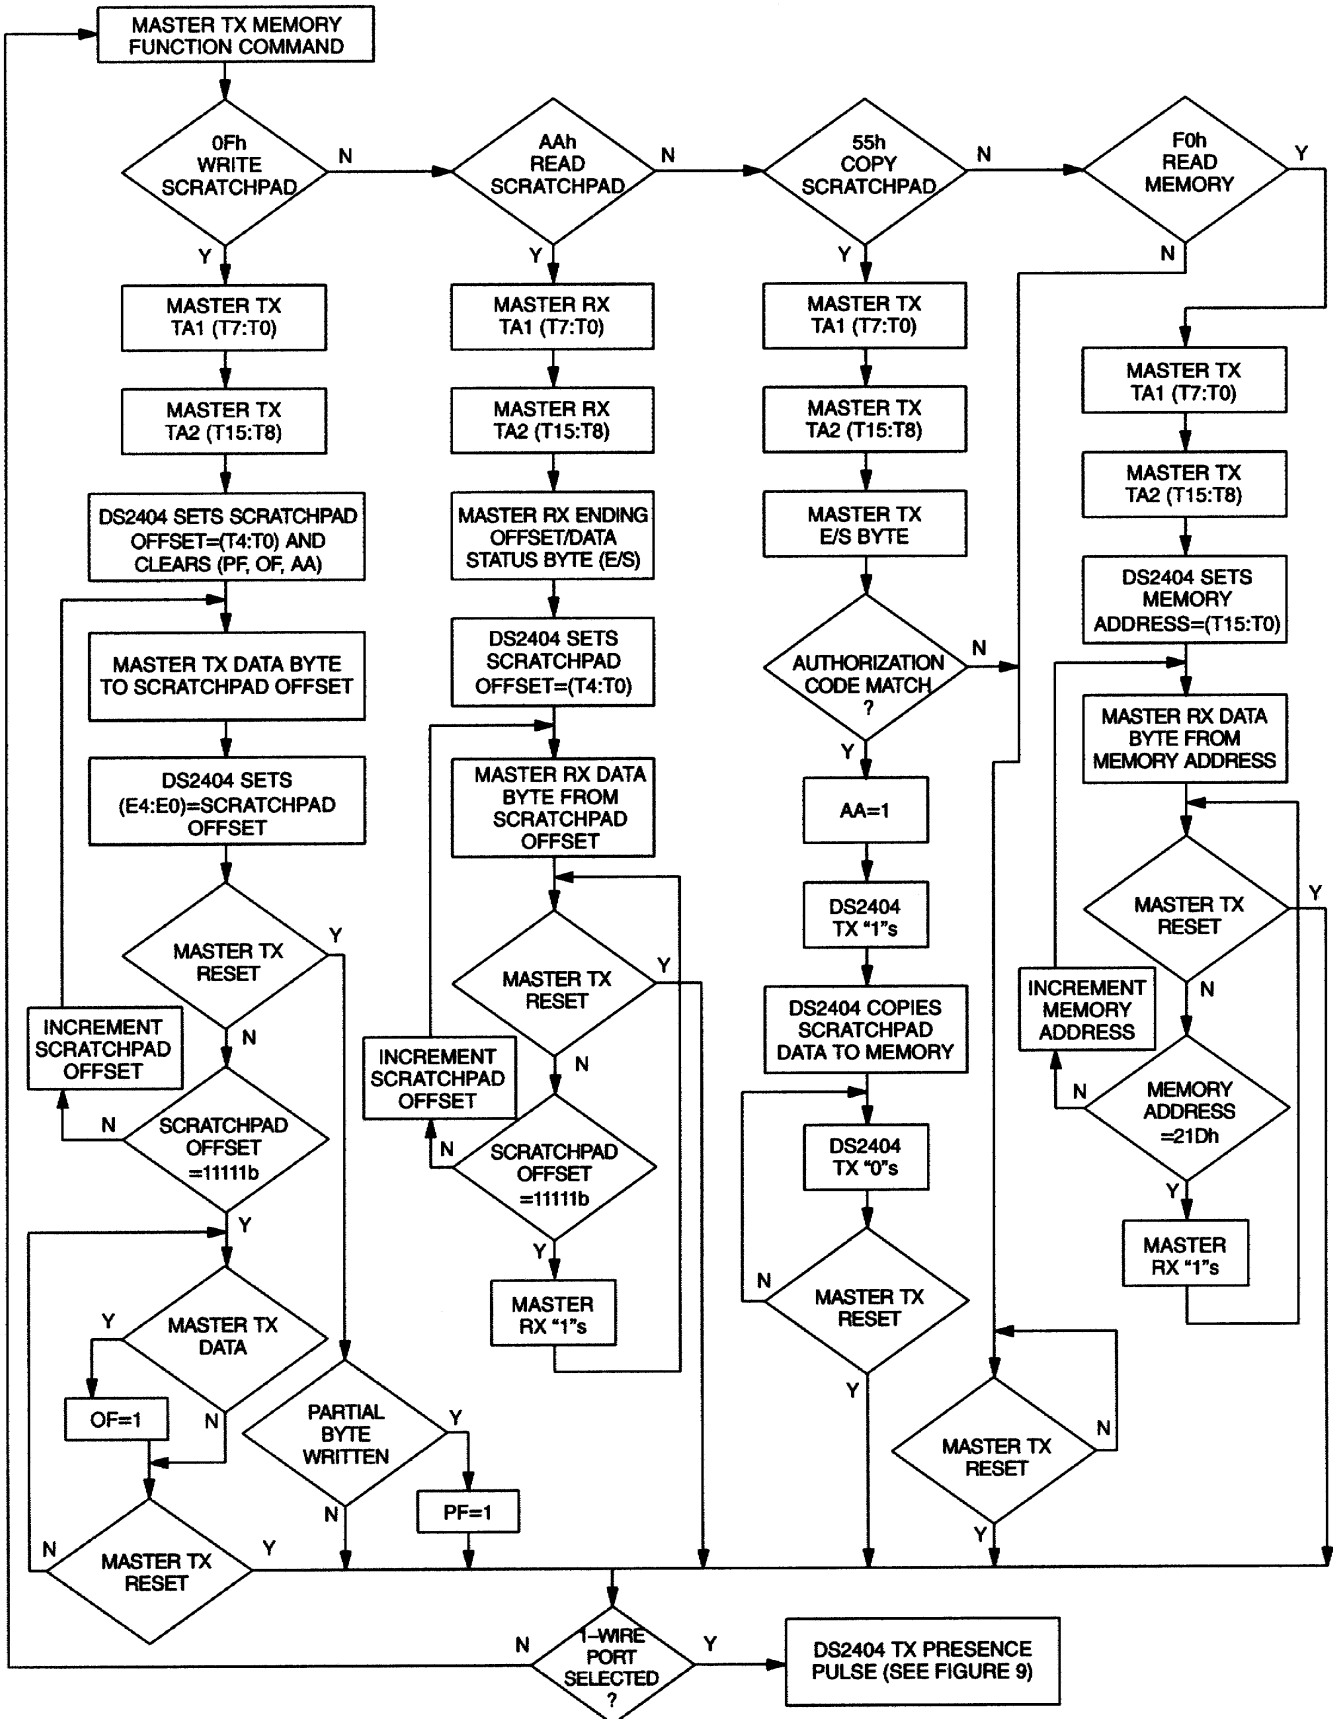 MASTER TX MEMORY
FUNCTION COMMAND
0Fh
WRITE
SCRATCHPAD
N
Y
MASTER TX
TA1 (T7:T0)
MASTER TX
TA2 (T15:T8)
DS2404 SETS SCRATCHPAD
OFFSET=(T4:T0) AND
CLEARS (PF, OF, AA)
MASTER TX DATA BYTE
TO SCRATCHPAD OFFSET
DS2404 SETS
(E4:E0)=SCRATCHPAD
OFFSET
MASTER TX
RESET
Y
N
INCREMENT
SCRATCHPAD
OFFSET
SCRATCHPAD
OFFSET
=11111b
N
Y
MASTER TX
DATA
Y
N
OF=1
MASTER TX
RESET
N
Y
PARTIAL
BYTE
WRITTEN
Y
N
PF=1
AAh
READ
SCRATCHPAD
N
Y
MASTER RX
TA1 (T7:T0)
MASTER RX
TA2 (T15:T8)
MASTER RX ENDING
OFFSET/DATA
STATUS BYTE (E/S)
DS2404 SETS
SCRATCHPAD
OFFSET=(T4:T0)
MASTER RX DATA
BYTE FROM
SCRATCHPAD
OFFSET
MASTER TX
RESET
Y
N
INCREMENT
SCRATCHPAD
OFFSET
SCRATCHPAD
OFFSET
=11111b
N
Y
MASTER
RX "1"s
55h
COPY
SCRATCHPAD
N
Y
MASTER TX
TA1 (T7:T0)
MASTER TX
TA2 (T15:T8)
MASTER TX
E/S BYTE
AUTHORIZATION
CODE MATCH
?
N
Y
AA=1
DS2404
TX "1"s
DS2404 COPIES
SCRATCHPAD
DATA TO MEMORY
DS2404
TX "0"s
MASTER TX
RESET
N
Y
MASTER TX
RESET
N
Y
F0h
READ
MEMORY
Y
N
MASTER TX
TA1 (T7:T0)
MASTER TX
TA2 (T15:T8)
DS2404 SETS
MEMORY
ADDRESS=(T15:T0)
MASTER RX DATA
BYTE FROM
MEMORY ADDRESS
MASTER TX
RESET
Y
N
INCREMENT
MEMORY
ADDRESS
MEMORY
ADDRESS
=21Dh
N
Y
MASTER
RX "1"s
1–WIRE
PORT
SELECTED
?
N
Y
DS2404 TX PRESENCE
PULSE (SEE FIGURE 9)